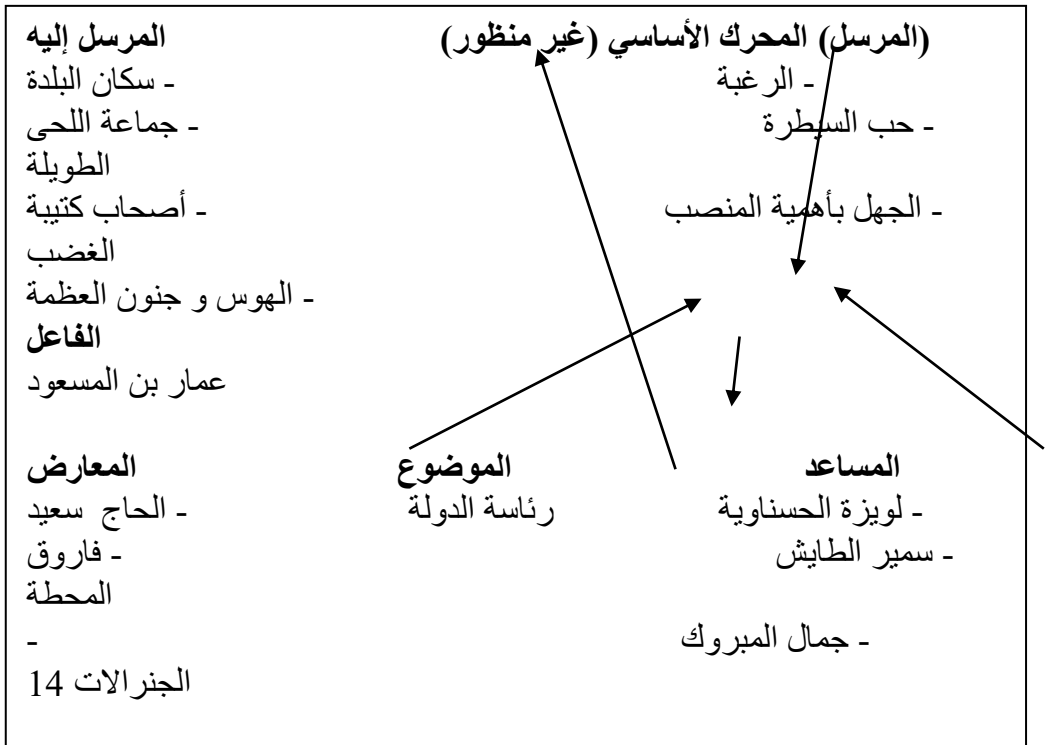 (المرسل) المحرك الأساسي (غير منظور) المرسل إليه
- الرغبة - سكان البلدة
- حب السيطرة - جماعة اللحى
الطويلة
- الجهل بأهمية المنصب - أصحاب كتيبة
الغضب
- الهوس و جنون العظمة
الفاعل
عمار بن المسعود
المساعد الموضوع المعارض
- لويزة الحسناوية رئاسة الدولة - الحاج سعيد
- سمير الطايش - فاروق
المحطة
- جمال المبروك -
الجنرالات 14